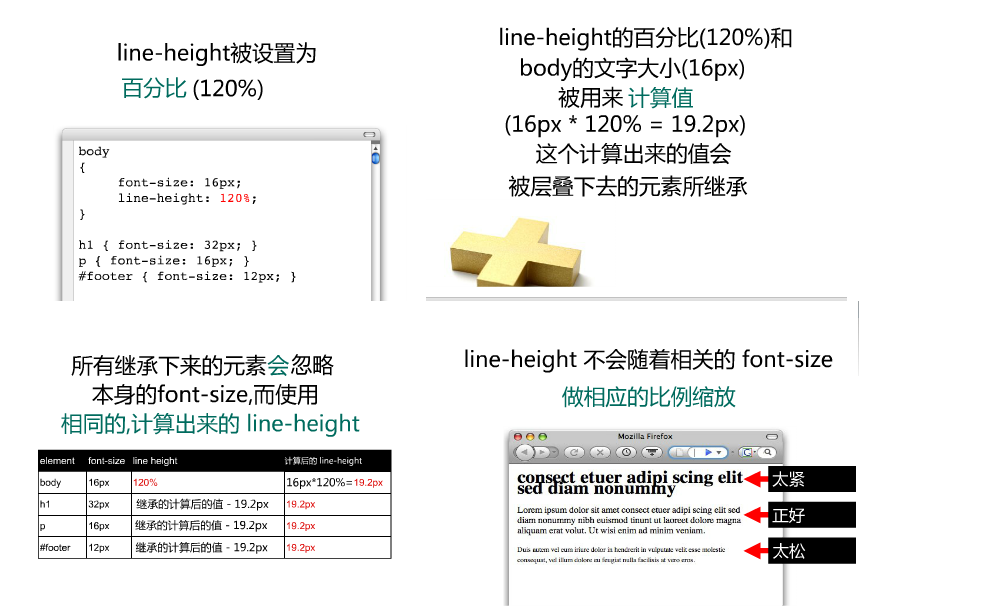 line-height被设置为
百分比 (120%)
body
{
font-size: 16px;
line-height: 120%;
}
h1 { font-size: 32px; }
p { font-size: 16px; }
#footer { font-size: 12px; }
line-height的百分比(120%)和
body的文字大小(16px)
被用来 计算值
(16px * 120% = 19.2px)
这个计算出来的值会
被层叠下去的元素所继承
所有继承下来的元素会忽略
本身的font-size,而使用
相同的,计算出来的 line-height
element font-size line height 计算后的 line-height
body 16px 120% 16px*120%=19.2px
h1 32px 继承的计算后的值 - 19.2px 19.2px
p 16px 继承的计算后的值 - 19.2px 19.2px
#footer 12px 继承的计算后的值 - 19.2px 19.2px
line-height 不会随着相关的 font-size
做相应的比例缩放
Mozilla Firefox
consect etuer adipi scing elit
sed diam nonummy
太紧
Lorem ipsum dolor sit amet consect etuer adipi scing elit sed
diam nonummy nibh euismod tinunt ut laoreet dolore magna
aliquam erat volut. Ut wisi enim ad minim veniam.
正好
Duis autem vel eum iriure dolor in hendrerit in vulputate velit esse molestie
consequat, vel illum dolore eu feugiat nulla facilisis at vero eros.
太松